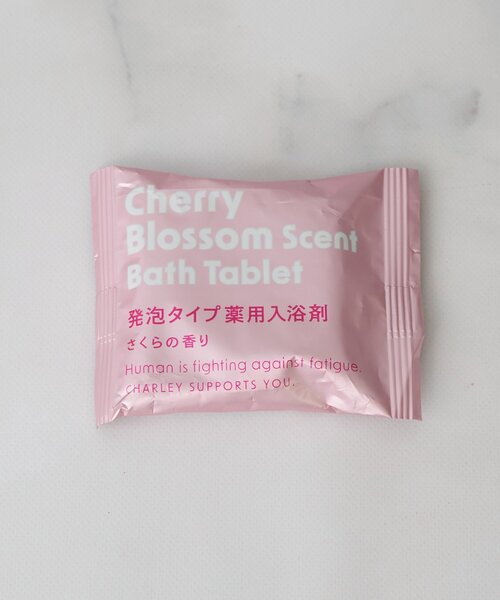 Cherry
Blossom Scent
Bath Tablet
発泡タイプ薬用入浴剤
さくらの香り
Human is fighting against fatigue.
CHARLEY SUPPORTS YOU.